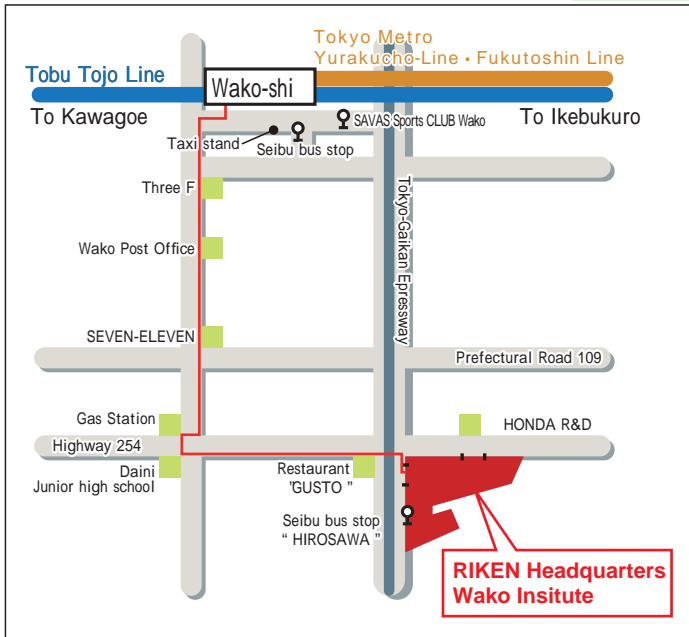 Tokyo Metro
Yurakucho-Line・Fukutoshin Line
Tobu Tojo Line
Wako-shi
To Kawagoe
To Ikebukuro
SAVAS Sports CLUB Wako
Taxi stand
Seibu bus stop
Three F
Tokyo-Gaikan Epressway
Wako Post Office
SEVEN-ELEVEN
Prefectural Road 109
Gas Station
HONDA R&D
Highway 254
Daini
Junior high school
Restaurant
"GUSTO "
Seibu bus stop
“ HIROSAWA ”
RIKEN Headquarters
Wako Insitute